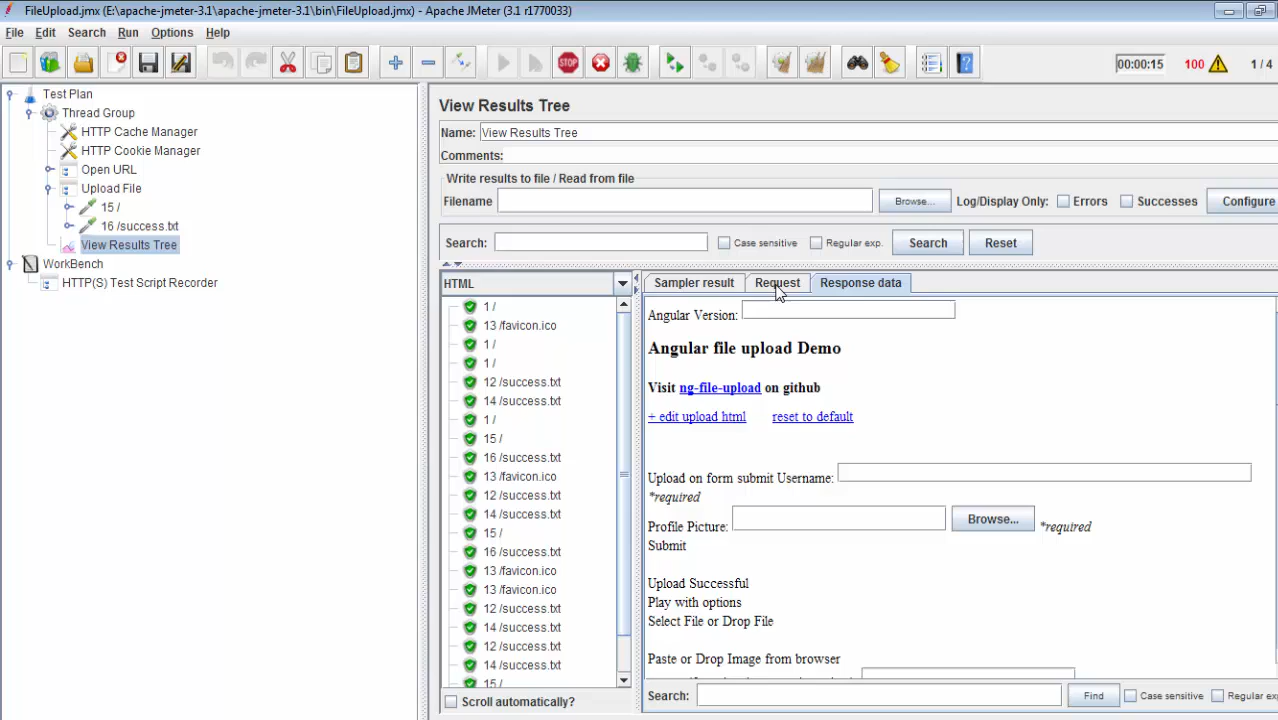 FileUpload.jmx (E:\apache-jmeter-3.1\apache-jmeter-3.1\bin\FileUpload.jmx) - Apache JMeter (3.1 r1770033)
File Edit Search Run Options Help
STOP 00:00:15 100 1 / 4
Test Plan
Thread Group
HTTP Cache Manager
HTTP Cookie Manager
Open URL
Upload File
15 /
16 /success.txt
View Results Tree
WorkBench
HTTP(S) Test Script Recorder
View Results Tree
Name: View Results Tree
Comments:
Write results to file / Read from file
Filename Browse... Log/Display Only: Errors Successes Configure
Search: Case sensitive Regular exp. Search Reset
HTML
1 /
13 /favicon.ico
1 /
1 /
12 /success.txt
14 /success.txt
1 /
15 /
16 /success.txt
13 /favicon.ico
12 /success.txt
14 /success.txt
15 /
16 /success.txt
13 /favicon.ico
13 /favicon.ico
12 /success.txt
14 /success.txt
12 /success.txt
14 /success.txt
15 /
Scroll automatically?
Sampler result Request Response data
Angular Version:
Angular file upload Demo
Visit ng-file-upload on github
+ edit upload html reset to default
Upload on form submit Username:
*required
Profile Picture: Browse... *required
Submit
Upload Successful
Play with options
Select File or Drop File
Paste or Drop Image from browser
Search: Find Case sensitive Regular exp